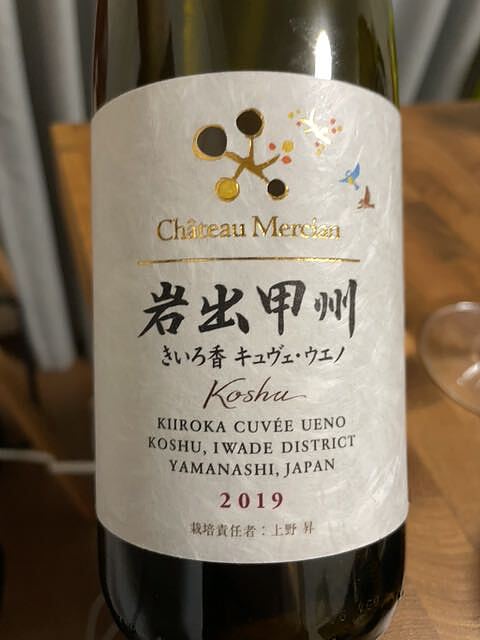 Château Mercian
岩出甲州
きいろ香 キュヴェ・ウエノ
Koshu
KIIROKA CUVÉE UENO
KOSHU, IWADE DISTRICT
YAMANASHI, JAPAN
2019
栽培責任者：上野 昇